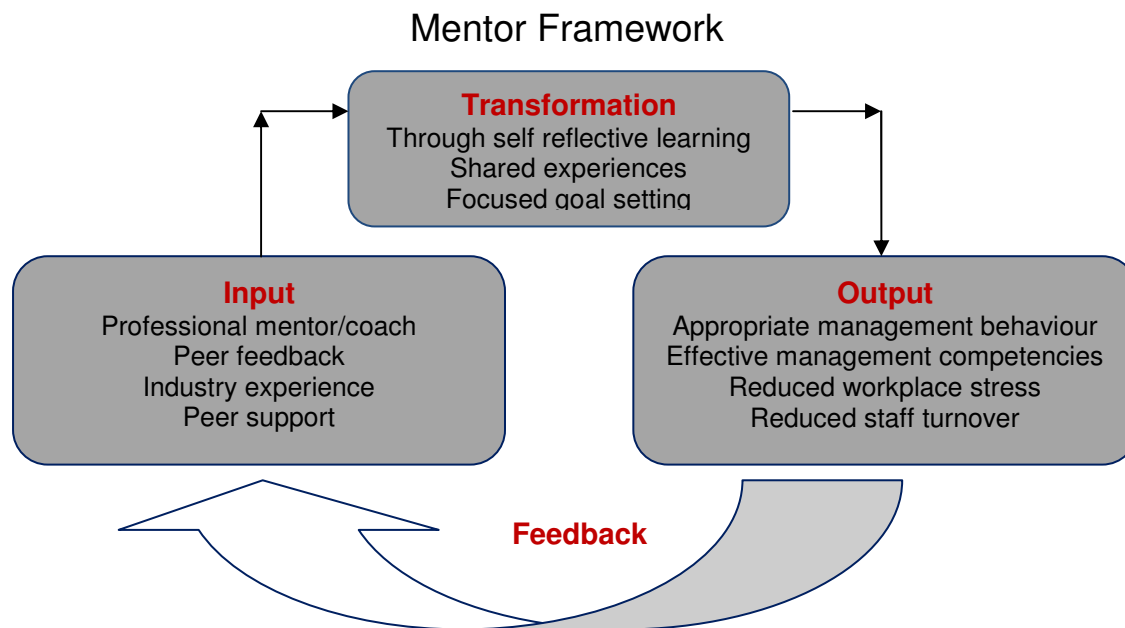 Mentor Framework
Transformation
Through self reflective learning
Shared experiences
Focused goal setting
Input
Professional mentor/coach
Peer feedback
Industry experience
Peer support
Output
Appropriate management behaviour
Effective management competencies
Reduced workplace stress
Reduced staff turnover
Feedback